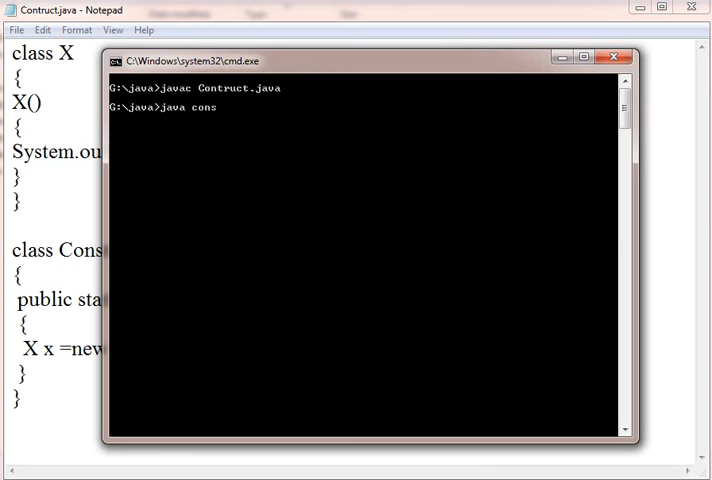 Contruct.java - Notepad
File Edit Format View Help
class X
{
X()
{
System.ou
}
}
class Cons
{
public sta
{
X x =new
}
}
C:\Windows\system32\cmd.exe
G:\java>javac Contruct.java
G:\java>java cons